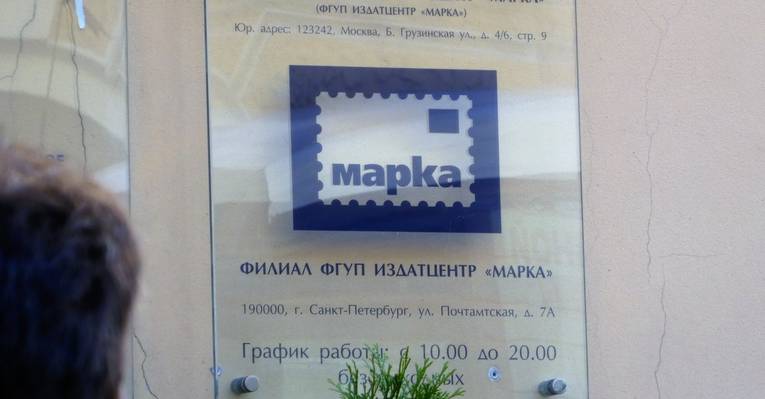 «МАРКА»
(ФГУП ИЗДАТЦЕНТР «МАРКА»)
Юр. адрес: 123242, Москва, Б. Грузинская ул., д. 4/6, стр. 9
марка
ФИЛИАЛ ФГУП ИЗДАТЦЕНТР «МАРКА»
190000, г. Санкт-Петербург, ул. Почтамтская, д. 7А
График работы: с 10.00 до 20.00